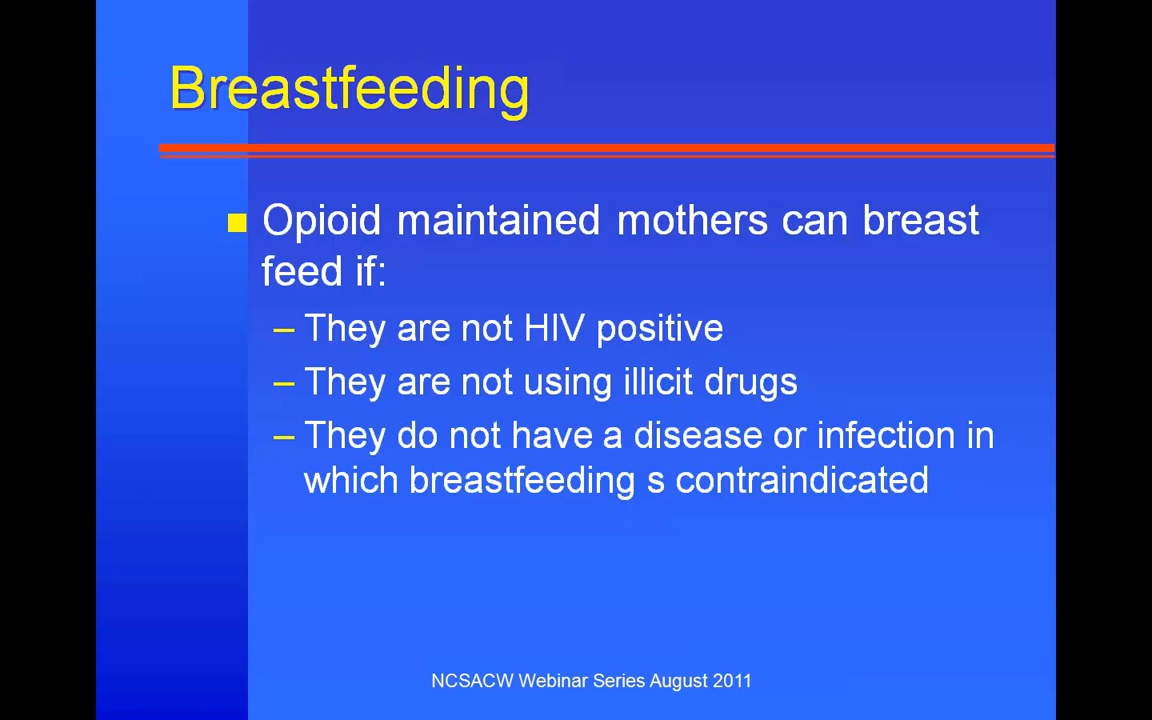 Breastfeeding
Opioid maintained mothers can breast
feed if:
– They are not HIV positive
– They are not using illicit drugs
– They do not have a disease or infection in
which breastfeeding s contraindicated
NCSACW Webinar Series August 2011